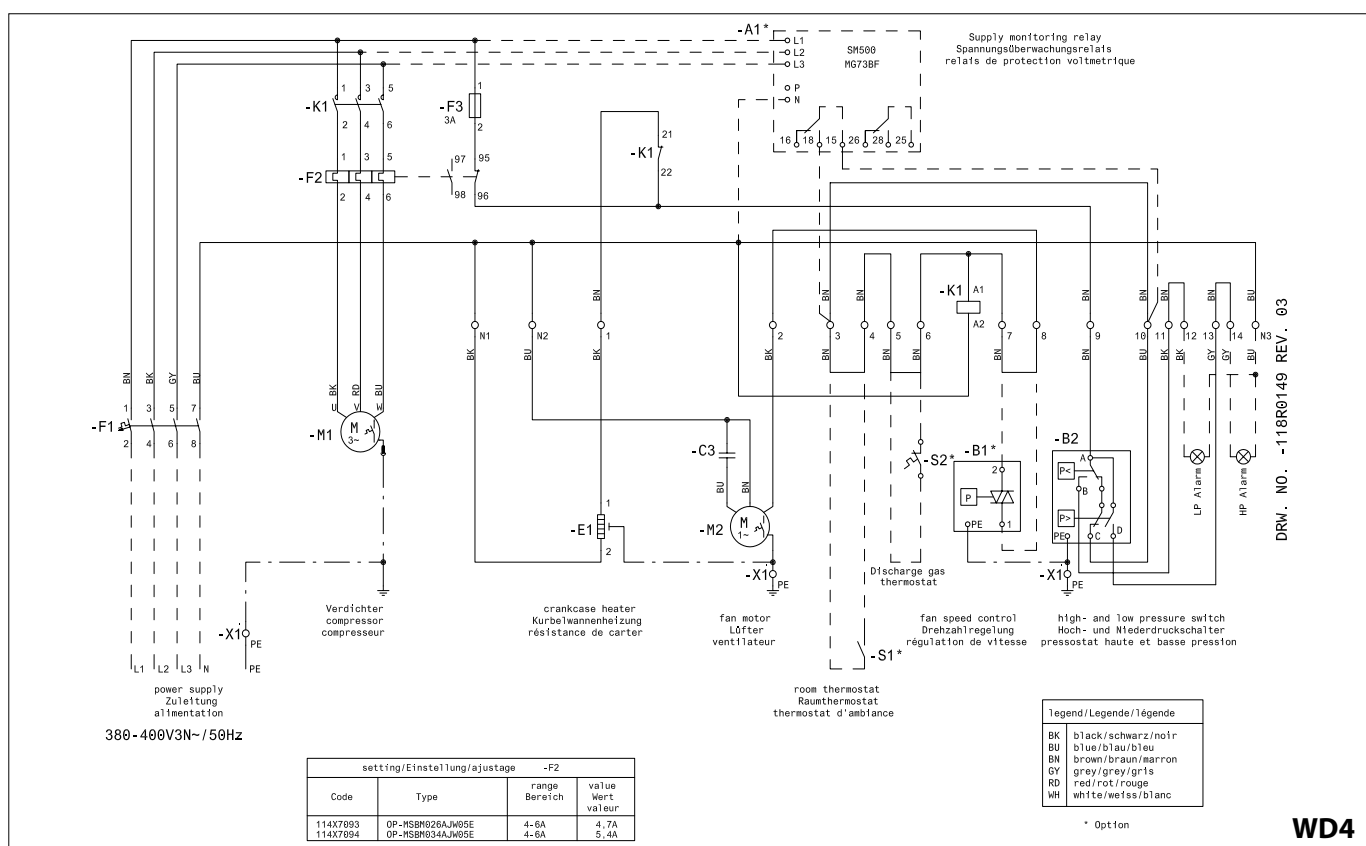 -A1*
L1
L2
L3
P
N
SM500
MG73BF
16 18 15 26 28 25
Supply monitoring relay
Spannungsüberwachungsrelais
relais de protection voltmetrique
-K1
1 3 5
2 4 6
-F3
3A
1
2
-F2
1 3 5
2 4 6
97 95
98 96
-K1
21
22
-K1
A1
A2
BN BN BN BN BN BN BN BN BN BN BU
N1 N2 1 2 3 4 5 6 7 8 9 10 11 12 13 14 N3
BK BU BK BK BN BN BN BN BN BU BK BK GY GY BU
BN BK GY BU
-F1
1 3 5 7
2 4 6 8
BK RD BU
U V W
-M1
M
3~
-C3
BU BN
-M2
M
1~
-E1
1
2
-S2*
-B1*
2
P
PE
1
-B2
A
P<
B
P>
PE C D
LP Alarm
HP Alarm
-X1
PE
-X1
PE
-X1
PE
L1 L2 L3 N PE
-S1*
Discharge gas
thermostat
Verdichter
compressor
compresseur
crankcase heater
Kurbelwannenheizung
résistance de carter
fan motor
Lüfter
ventilateur
fan speed control
Drehzahlregelung
régulation de vitesse
high- and low pressure switch
Hoch- und Niederdruckschalter
pressostat haute et basse pression
power supply
Zuleitung
alimentation
380-400V3N~/50Hz
room thermostat
Raumthermostat
thermostat d'ambiance
setting/Einstellung/ajustage -F2
Code Type range Bereich value Wert valeur
114X7093 OP-MSBM026AJW05E 4-6A 4,7A
114X7094 OP-MSBM034AJW05E 4-6A 5,4A
legend/Legende/légende
BK black/schwarz/noir
BU blue/blau/bleu
BN brown/braun/marron
GY grey/grey/gris
RD red/rot/rouge
WH white/weiss/blanc
* Option
DRW. NO. -118R0149 REV. 03
WD4